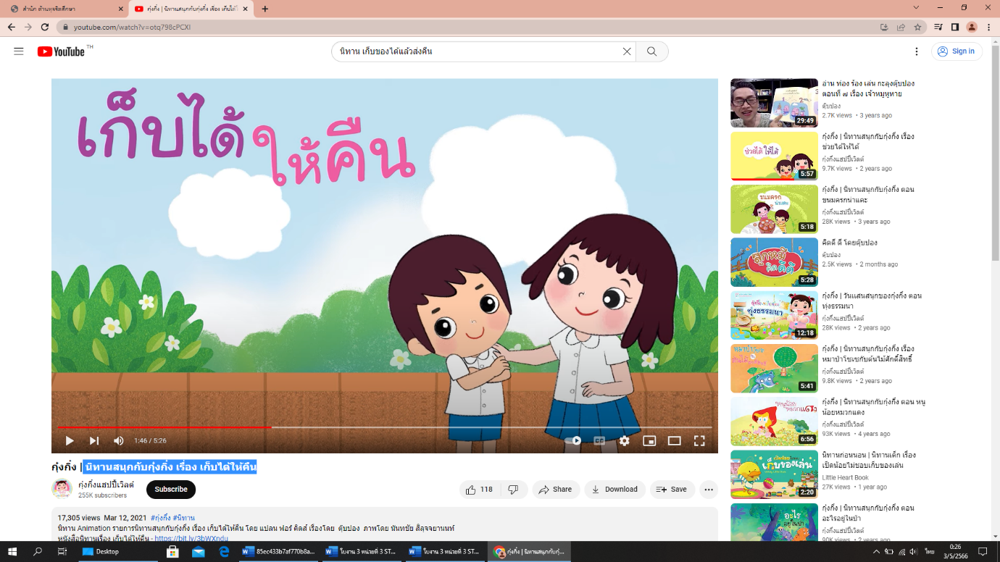 สำนัก ต้านทุจริตศึกษา
กุ๋งกิ๋ง | นิทานสนุกกับกุ๋งกิ๋ง เรื่อง เก็บได้ใ
youtube.com/watch?v=otq798cPCXI
YouTube TH
นิทาน เก็บของได้แล้วส่งคืน
Sign in
เก็บได้
ให้คืน
1:46 / 5:26
กุ๋งกิ๋ง | นิทานสนุกกับกุ๋งกิ๋ง เรื่อง เก็บได้ให้คืน
กุ๋งกิ๋งแฮปปี้เวิลด์
255K subscribers
Subscribe
118
Share
Download
Save
17,305 views Mar 12, 2021 #กุ๋งกิ๋ง #นิทาน
นิทาน Animation รายการนิทานสนุกกับกุ๋งกิ๋ง เรื่อง เก็บได้ให้คืน โดย แปลน ฟอร์ คิดส์ เรื่องโดย ตุ๊บปอง ภาพโดย นันทชัย สีลุจจยานนท์
หนังสือนิทานเรื่อง เก็บได้ให้คืน - https://bit.ly/3bWXndu
29:49
อ่าน ท่อง ร้อง เล่น กะลุงตุ๊บปอง
ตอนที่ ๗ เรื่อง เจ้าหมูหูหาย
ตุ๊บปอง
2.7K views • 3 years ago
ช่วยได้ ให้ได้
5:57
กุ๋งกิ๋ง | นิทานสนุกกับกุ๋งกิ๋ง เรื่อง
ช่วยได้ให้ได้
กุ๋งกิ๋งแฮปปี้เวิลด์
9.7K views • 2 years ago
ขนมครก
น่าแคะ
5:18
กุ๋งกิ๋ง | นิทานสนุกกับกุ๋งกิ๋ง ตอน
ขนมครกน่าแคะ
กุ๋งกิ๋งแฮปปี้เวิลด์
28K views • 3 years ago
ลูกหมี
คิดดีดี
5:28
คิดดี ดี โดยตุ๊บปอง
ตุ๊บปอง
2.5K views • 2 months ago
ทุ่งธรรมนา
12:18
กุ๋งกิ๋ง | วันแสนสนุกของกุ๋งกิ๋ง ตอน
ทุ่งธรรมนา
กุ๋งกิ๋งแฮปปี้เวิลด์
28K views • 2 years ago
5:41
กุ๋งกิ๋ง | นิทานสนุกกับกุ๋งกิ๋ง เรื่อง
หมาป่าโซเซกับต้นไม้ศักดิ์สิทธิ์
กุ๋งกิ๋งแฮปปี้เวิลด์
9.8K views • 2 years ago
หนูน้อย
หมวกแดง
6:56
กุ๋งกิ๋ง | นิทานสนุกกับกุ๋งกิ๋ง ตอน หนู
น้อยหมวกแดง
กุ๋งกิ๋งแฮปปี้เวิลด์
93K views • 4 years ago
เป็ดน้อย
เก็บของเล่น
2:20
นิทานก่อนนอน | นิทานเด็ก เรื่อง
เป็ดน้อยไม่ชอบเก็บของเล่น
Little Heart Book
27K views • 1 year ago
อะไร
อยู่ในป่า
กุ๋งกิ๋ง | นิทานสนุกกับกุ๋งกิ๋ง ตอน
อะไรอยู่ในป่า
กุ๋งกิ๋งแฮปปี้เวิลด์
90K views • 2 years ago
Desktop
85ec433b7af770b8a...
ใบงาน 3 หน่วยที่ 3 ST...
ใบงาน 3 หน่วยที่ 3 ST...
กุ๋งกิ๋ง | นิทานสนุกกับกุ๋...
ไทย
0:26
3/5/2566